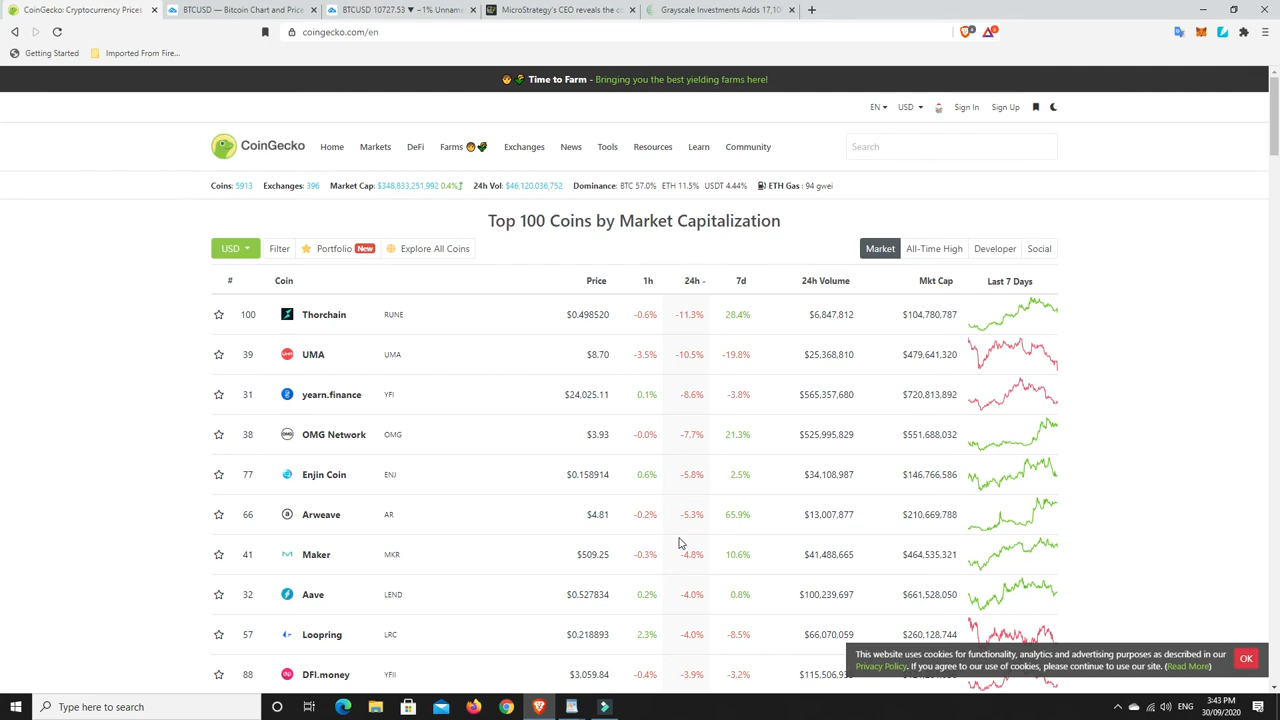 CoinGecko: Cryptocurrency Prices
BTCUSD — Bitcoin Chart and Price
BTCUSD 10727.53 ▼ −1% Unname
MicroStrategy's CEO reveals the co
Grayscale Investments Adds 17,10
coingecko.com/en
Getting Started
Imported From Fire...
Time to Farm - Bringing you the best yielding farms here!
EN USD Sign In Sign Up
CoinGecko Home Markets DeFi Farms Exchanges News Tools Resources Learn Community
Search
Coins: 5913 Exchanges: 396 Market Cap: $348,833,251,992 0.4% 24h Vol: $46,120,036,752 Dominance: BTC 57.0% ETH 11.5% USDT 4.44% ETH Gas : 94 gwei
Top 100 Coins by Market Capitalization
USD Filter Portfolio New Explore All Coins Market All-Time High Developer Social
# Coin Price 1h 24h 7d 24h Volume Mkt Cap Last 7 Days
100 Thorchain RUNE $0.498520 -0.6% -11.3% 28.4% $6,847,812 $104,780,787
39 UMA UMA $8.70 -3.5% -10.5% -19.8% $25,368,810 $479,641,320
31 yearn.finance YFI $24,025.11 0.1% -8.6% -3.8% $565,357,680 $720,813,892
38 OMG Network OMG $3.93 -0.0% -7.7% 21.3% $525,995,829 $551,688,032
77 Enjin Coin ENJ $0.158914 0.6% -5.8% 2.5% $34,108,987 $146,766,586
66 Arweave AR $4.81 -0.2% -5.3% 65.9% $13,007,877 $210,669,788
41 Maker MKR $509.25 -0.3% -4.8% 10.6% $41,488,665 $464,535,321
32 Aave LEND $0.527834 0.2% -4.0% 0.8% $100,239,697 $661,528,050
57 Loopring LRC $0.218893 2.3% -4.0% -8.5% $66,070,059 $260,128,744
88 DFI.money YFII $3,059.84 -0.4% -3.9% -3.2%
This website uses cookies for functionality, analytics and advertising purposes as described in our
Privacy Policy. If you agree to our use of cookies, please continue to use our site. (Read More)
OK
Type here to search
ENG
3:43 PM
30/09/2020